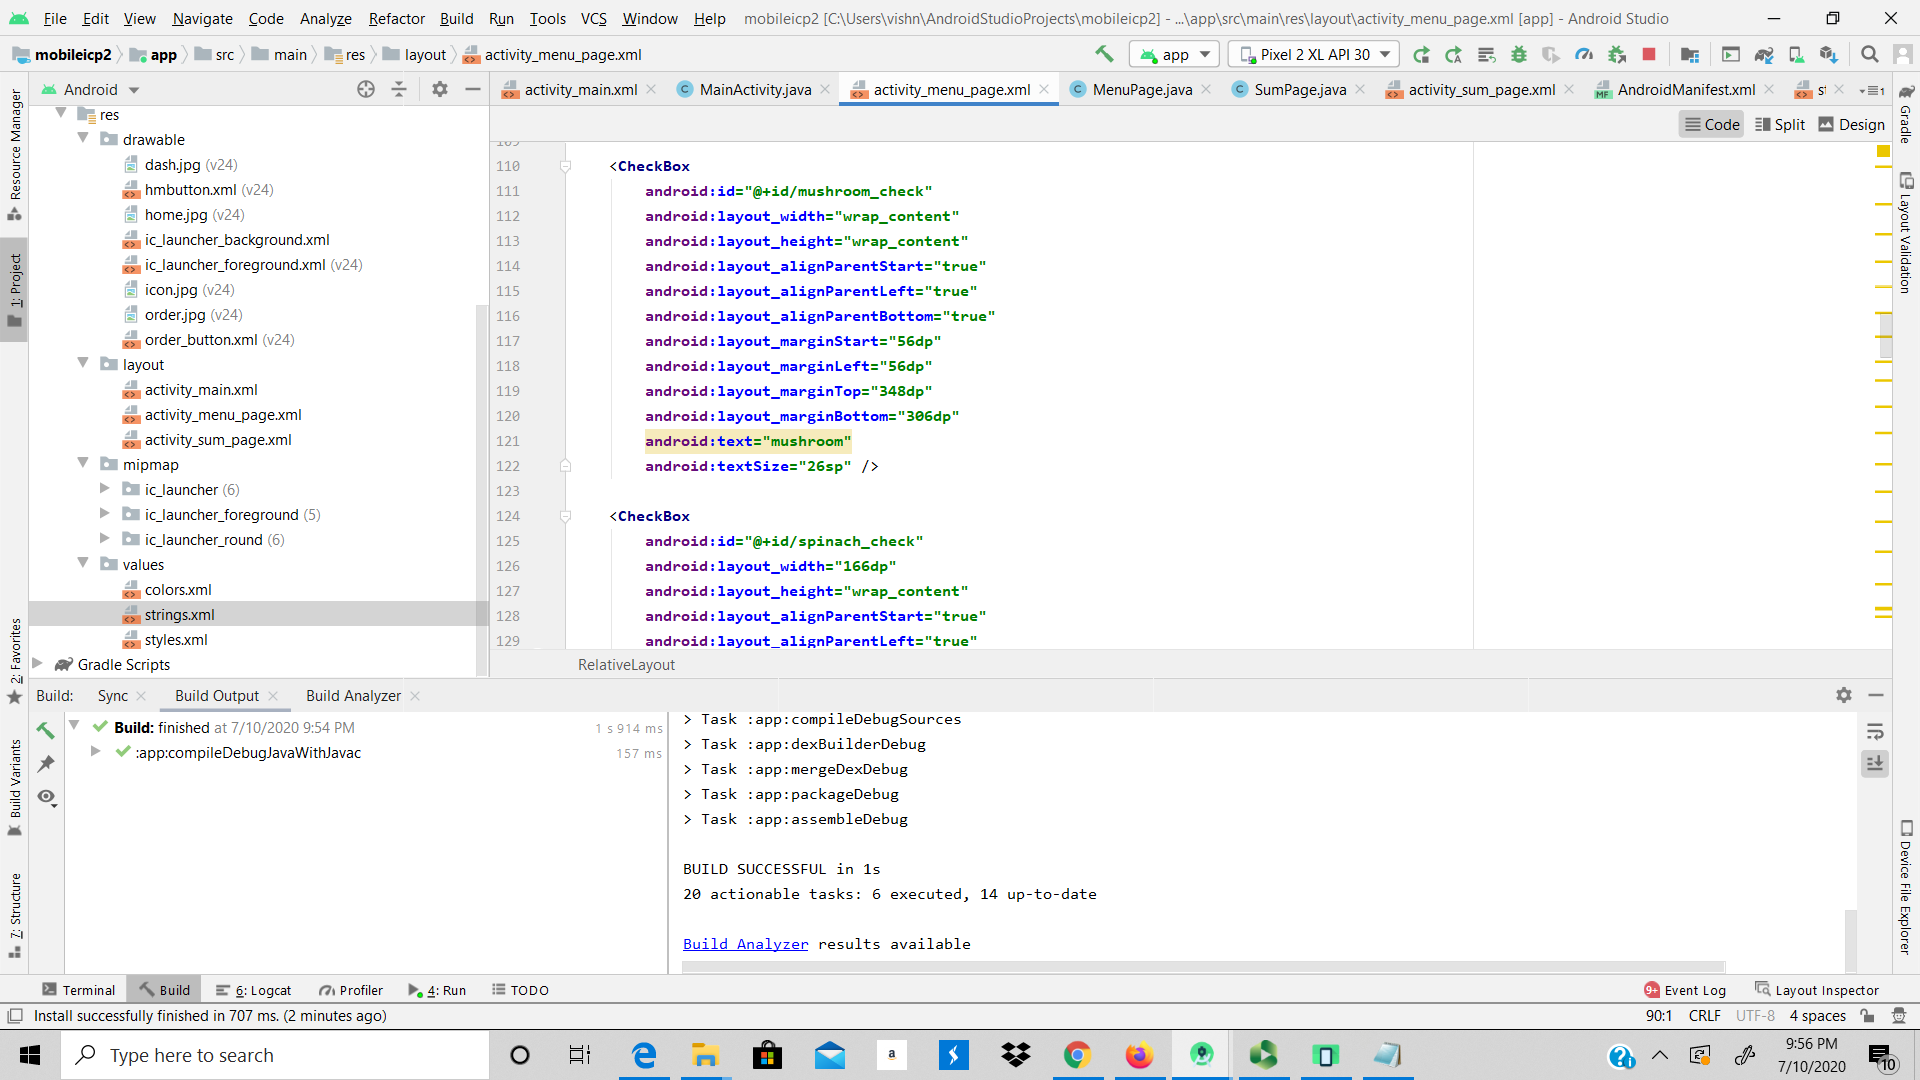 File Edit View Navigate Code Analyze Refactor Build Run Tools VCS Window Help mobileicp2 [C:\Users\vishn\AndroidStudioProjects\mobileicp2] - ...\app\src\main\res\layout\activity_menu_page.xml [app] - Android Studio
mobileicp2 app src main res layout activity_menu_page.xml app Pixel 2 XL API 30
Android activity_main.xml MainActivity.java activity_menu_page.xml MenuPage.java SumPage.java activity_sum_page.xml AndroidManifest.xml
Code Split Design
Resource Manager
1: Project
2: Favorites
Build Variants
7: Structure
res
drawable
dash.jpg (v24)
hmbutton.xml (v24)
home.jpg (v24)
ic_launcher_background.xml
ic_launcher_foreground.xml (v24)
icon.jpg (v24)
order.jpg (v24)
order_button.xml (v24)
layout
activity_main.xml
activity_menu_page.xml
activity_sum_page.xml
mipmap
ic_launcher (6)
ic_launcher_foreground (5)
ic_launcher_round (6)
values
colors.xml
strings.xml
styles.xml
Gradle Scripts
109
110 <CheckBox
111 android:id="@+id/mushroom_check"
112 android:layout_width="wrap_content"
113 android:layout_height="wrap_content"
114 android:layout_alignParentStart="true"
115 android:layout_alignParentLeft="true"
116 android:layout_alignParentBottom="true"
117 android:layout_marginStart="56dp"
118 android:layout_marginLeft="56dp"
119 android:layout_marginTop="348dp"
120 android:layout_marginBottom="306dp"
121 android:text="mushroom"
122 android:textSize="26sp" />
123
124 <CheckBox
125 android:id="@+id/spinach_check"
126 android:layout_width="166dp"
127 android:layout_height="wrap_content"
128 android:layout_alignParentStart="true"
129 android:layout_alignParentLeft="true"
RelativeLayout
Gradle
Layout Validation
Device File Explorer
Build: Sync Build Output Build Analyzer
Build: finished at 7/10/2020 9:54 PM 1 s 914 ms
:app:compileDebugJavaWithJavac 157 ms
> Task :app:compileDebugSources
> Task :app:dexBuilderDebug
> Task :app:mergeDexDebug
> Task :app:packageDebug
> Task :app:assembleDebug
BUILD SUCCESSFUL in 1s
20 actionable tasks: 6 executed, 14 up-to-date
Build Analyzer results available
Terminal Build 6: Logcat Profiler 4: Run TODO 9+ Event Log Layout Inspector
Install successfully finished in 707 ms. (2 minutes ago) 90:1 CRLF UTF-8 4 spaces
Type here to search
9:56 PM
7/10/2020
10